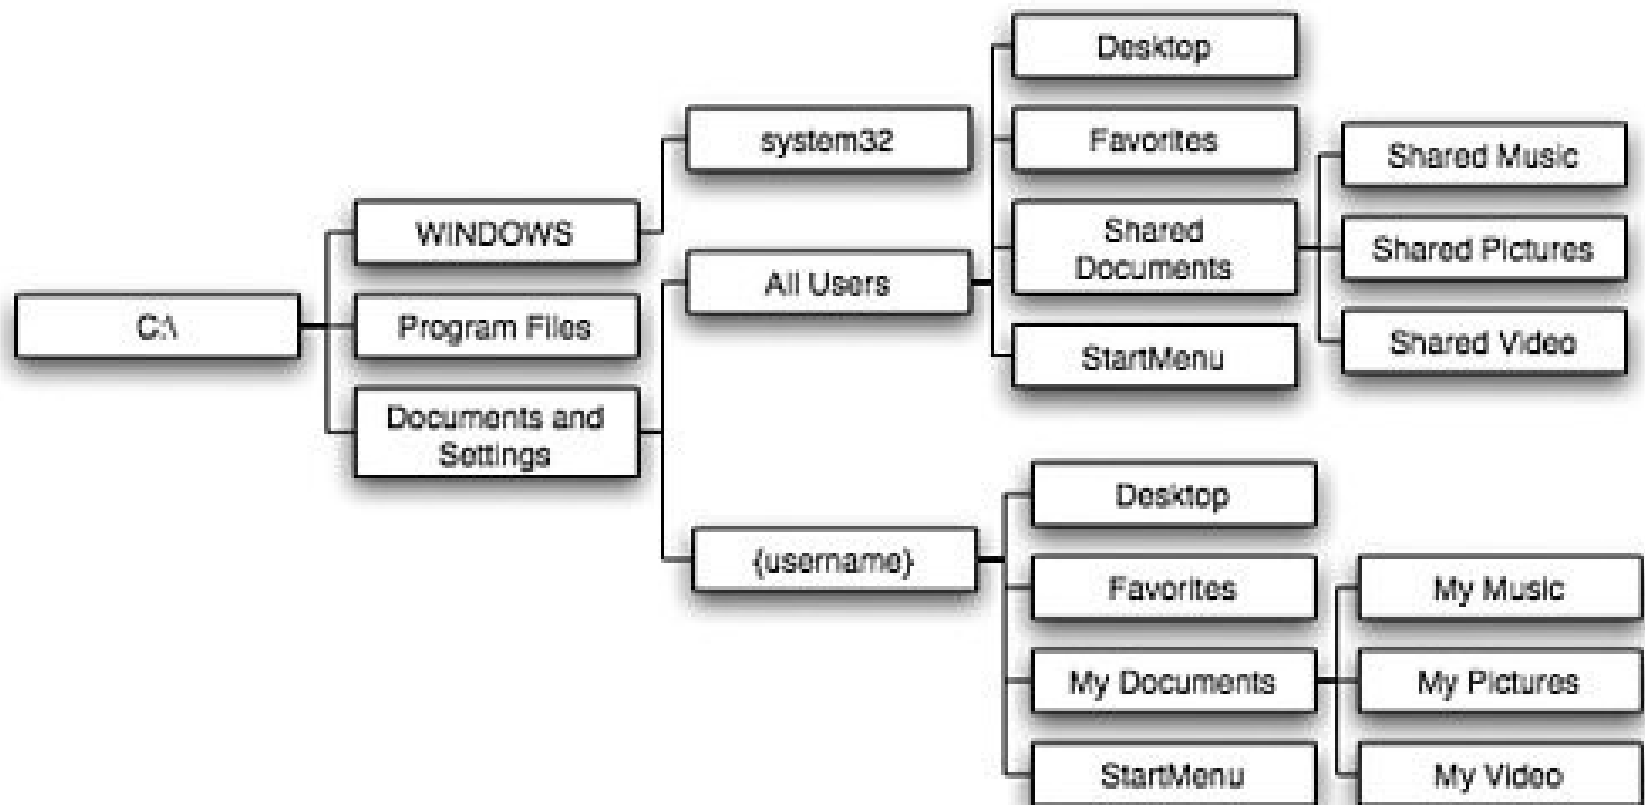 C:\
WINDOWS
Program Files
Documents and
Settings
system32
All Users
{username}
Desktop
Favorites
Shared
Documents
StartMenu
Shared Music
Shared Pictures
Shared Video
Desktop
Favorites
My Documents
StartMenu
My Music
My Pictures
My Video